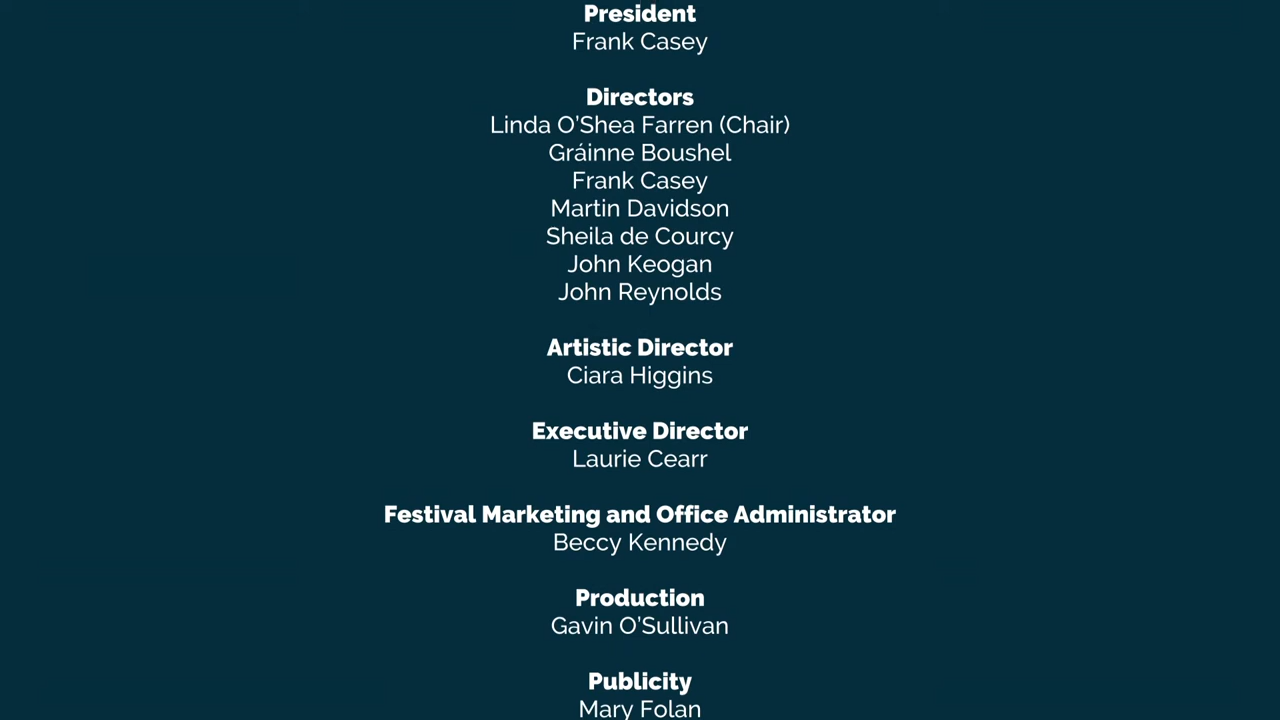 President
Frank Casey
Directors
Linda O’Shea Farren (Chair)
Gráinne Boushel
Frank Casey
Martin Davidson
Sheila de Courcy
John Keogan
John Reynolds
Artistic Director
Ciara Higgins
Executive Director
Laurie Cearr
Festival Marketing and Office Administrator
Beccy Kennedy
Production
Gavin O’Sullivan
Publicity
Mary Folan